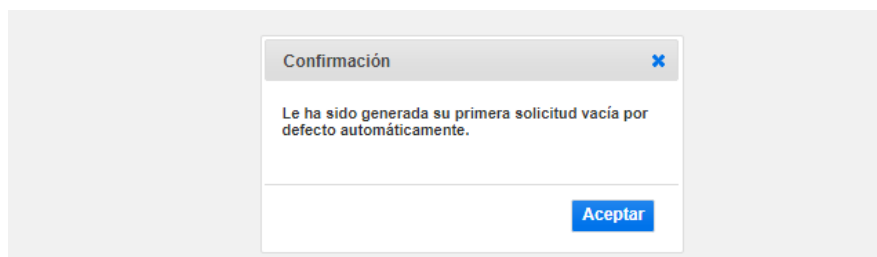 Confirmación
Le ha sido generada su primera solicitud vacía por
defecto automáticamente.
Aceptar